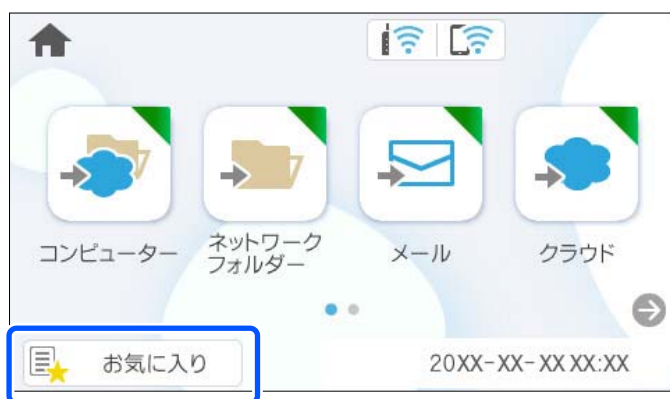 コンピューター
ネットワーク
フォルダー
メール
クラウド
お気に入り
20XX-XX-XX XX:XX